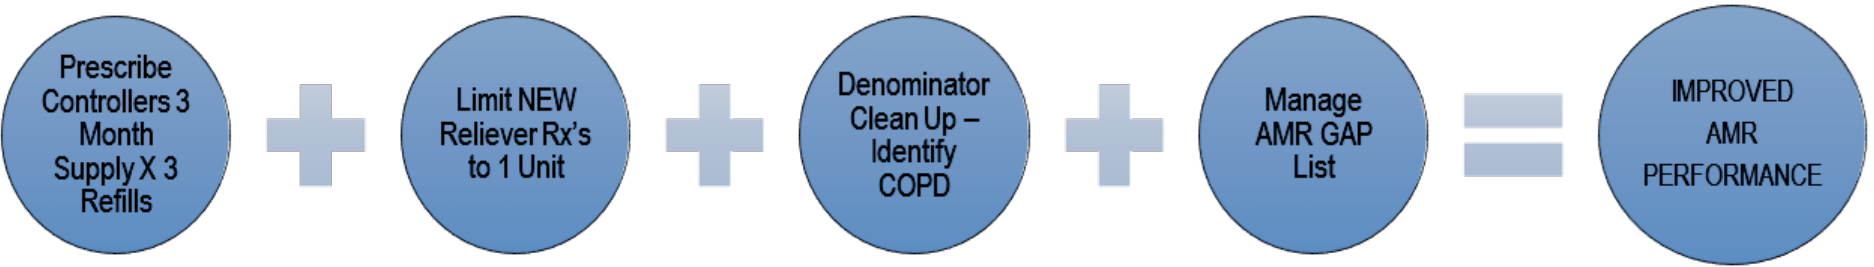 Prescribe
Controllers 3
Month
Supply X 3
Refills
Limit NEW
Reliever Rx's
to 1 Unit
Denominator
Clean Up –
Identify
COPD
Manage
AMR GAP
List
IMPROVED
AMR
PERFORMANCE